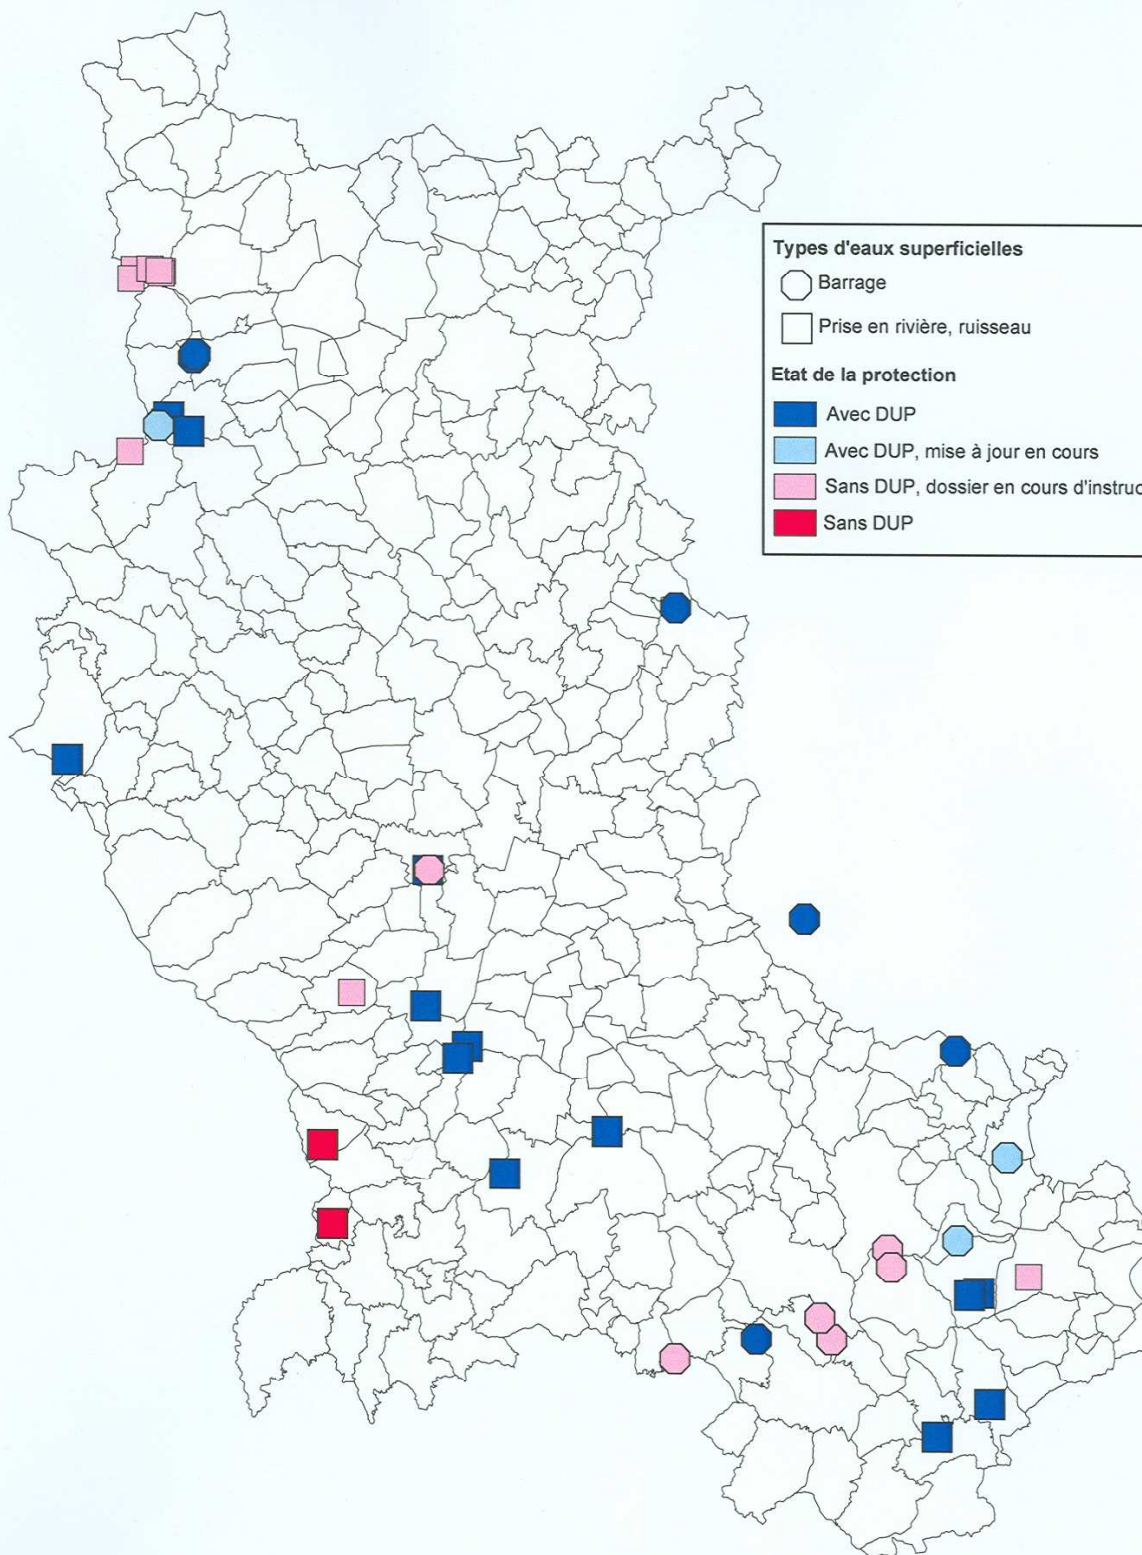 Types d'eaux superficielles
Barrage
Prise en rivière, ruisseau
Etat de la protection
Avec DUP
Avec DUP, mise à jour en cours
Sans DUP, dossier en cours d'instruc
Sans DUP